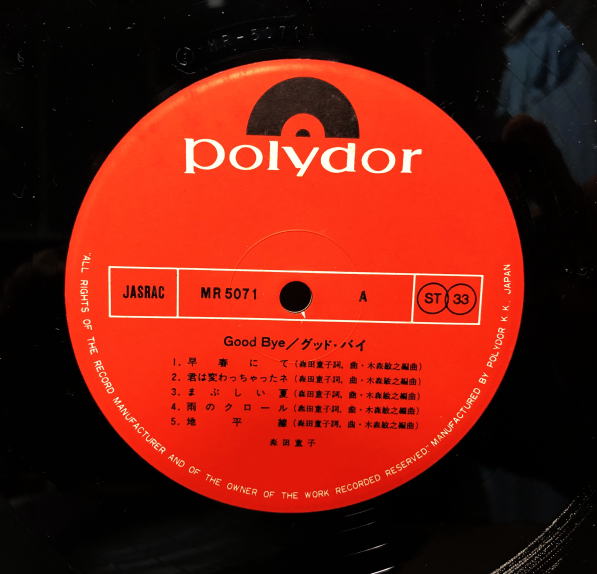 MR-5071A
polydor
JASRAC MR 5071 A ST 33
Good Bye／グッド・バイ
1. 早春にて (森田童子詞, 曲・木森敏之編曲)
2. 君は変わっちゃったネ (森田童子詞, 曲・木森敏之編曲)
3. まぶしい夏 (森田童子詞, 曲・木森敏之編曲)
4. 雨のクロール (森田童子詞, 曲・木森敏之編曲)
5. 地平線 (森田童子詞, 曲・木森敏之編曲)
森田童子
"ALL RIGHTS OF THE RECORD MANUFACTURER AND OF THE OWNER OF THE WORK RECORDED RESERVED: MANUFACTURED BY POLYDOR K.K. JAPAN